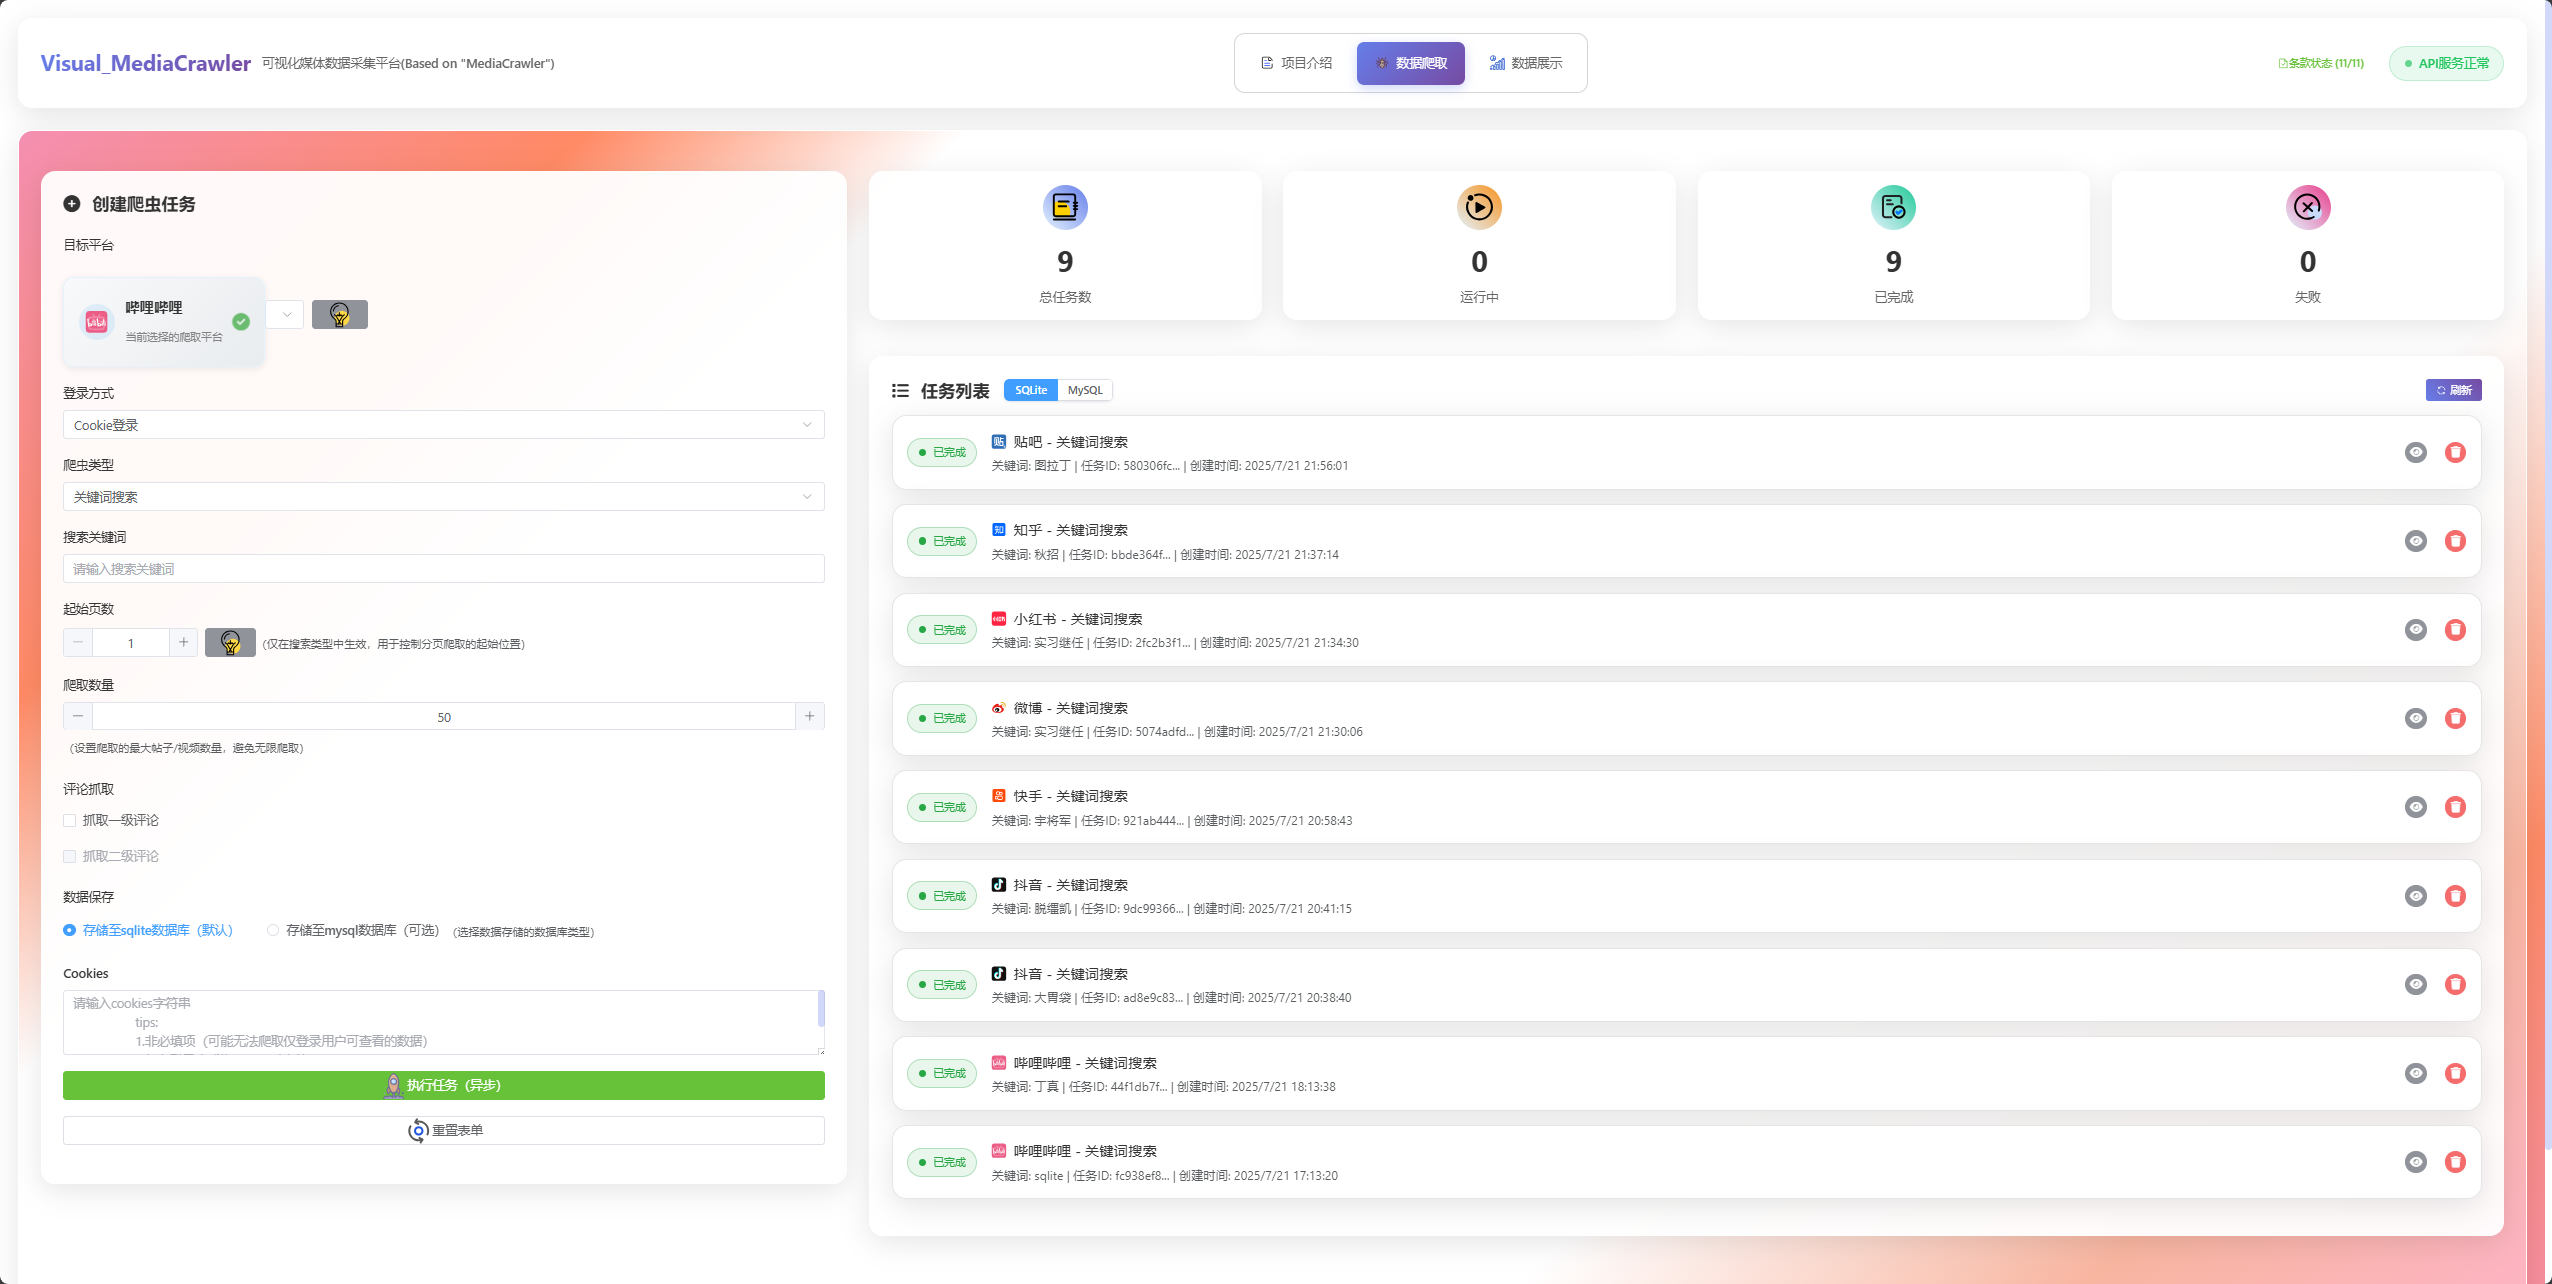 Visual_MediaCrawler 可视化媒体数据采集平台(Based on "MediaCrawler")
项目介绍
数据爬取
数据展示
条款状态 (11/11)
API服务正常
创建爬虫任务
目标平台
哔哩哔哩
当前选择的爬取平台
登录方式
Cookie登录
爬虫类型
关键词搜索
搜索关键词
请输入搜索关键词
起始页数
1
(仅在搜索类型中生效，用于控制分页爬取的起始位置)
爬取数量
50
(设置爬取的最大帖子/视频数量，避免无限爬取)
评论抓取
抓取一级评论
抓取二级评论
数据保存
存储至sqlite数据库（默认）
存储至mysql数据库（可选）
(选择数据存储的数据库类型)
Cookies
请输入cookies字符串
tips:
1.非必填项（可能无法爬取仅登录用户可查看的数据）
执行任务（异步）
重置表单
9
总任务数
0
运行中
9
已完成
0
失败
任务列表
SQLite
MySQL
刷新
已完成
贴吧 - 关键词搜索
关键词: 图拉丁 | 任务ID: 580306fc... | 创建时间: 2025/7/21 21:56:01
已完成
知乎 - 关键词搜索
关键词: 秋招 | 任务ID: bbde364f... | 创建时间: 2025/7/21 21:37:14
已完成
小红书 - 关键词搜索
关键词: 实习继任 | 任务ID: 2fc2b3f1... | 创建时间: 2025/7/21 21:34:30
已完成
微博 - 关键词搜索
关键词: 实习继任 | 任务ID: 5074adfd... | 创建时间: 2025/7/21 21:30:06
已完成
快手 - 关键词搜索
关键词: 宇将军 | 任务ID: 921ab444... | 创建时间: 2025/7/21 20:58:43
已完成
抖音 - 关键词搜索
关键词: 脱缰凯 | 任务ID: 9dc99366... | 创建时间: 2025/7/21 20:41:15
已完成
抖音 - 关键词搜索
关键词: 大胃袋 | 任务ID: ad8e9c83... | 创建时间: 2025/7/21 20:38:40
已完成
哔哩哔哩 - 关键词搜索
关键词: 丁真 | 任务ID: 44f1db7f... | 创建时间: 2025/7/21 18:13:38
已完成
哔哩哔哩 - 关键词搜索
关键词: sqlite | 任务ID: fc938ef8... | 创建时间: 2025/7/21 17:13:20